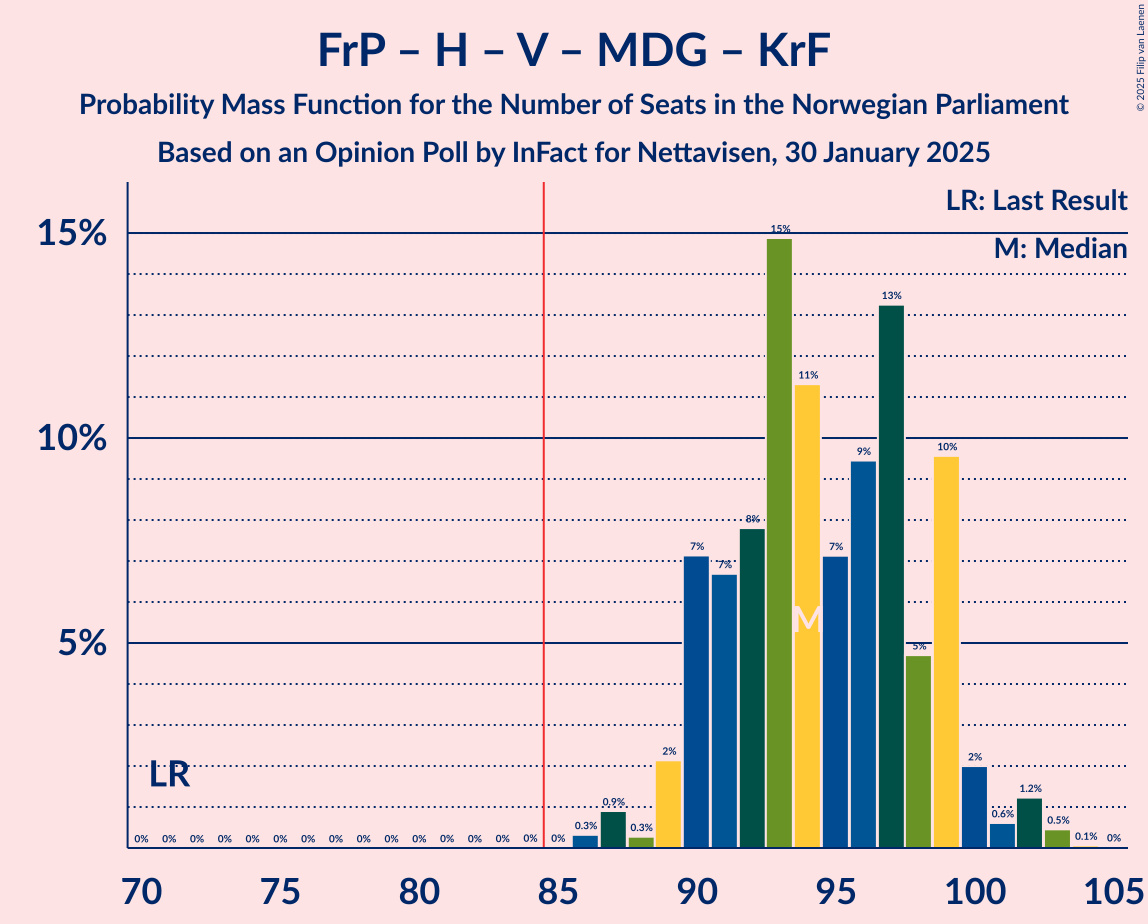 FrP – H – V – MDG – KrF
Probability Mass Function for the Number of Seats in the Norwegian Parliament
Based on an Opinion Poll by InFact for Nettavisen, 30 January 2025
© 2025 Filip van Laenen
LR: Last Result
M: Median
15%
10%
5%
LR
M
0% 0% 0% 0% 0% 0% 0% 0% 0% 0% 0% 0% 0% 0% 0% 0% 0.3% 0.9% 0.3% 2% 7% 7% 8% 15% 11% 7% 9% 13% 5% 10% 2% 0.6% 1.2% 0.5% 0.1% 0%
70 75 80 85 90 95 100 105